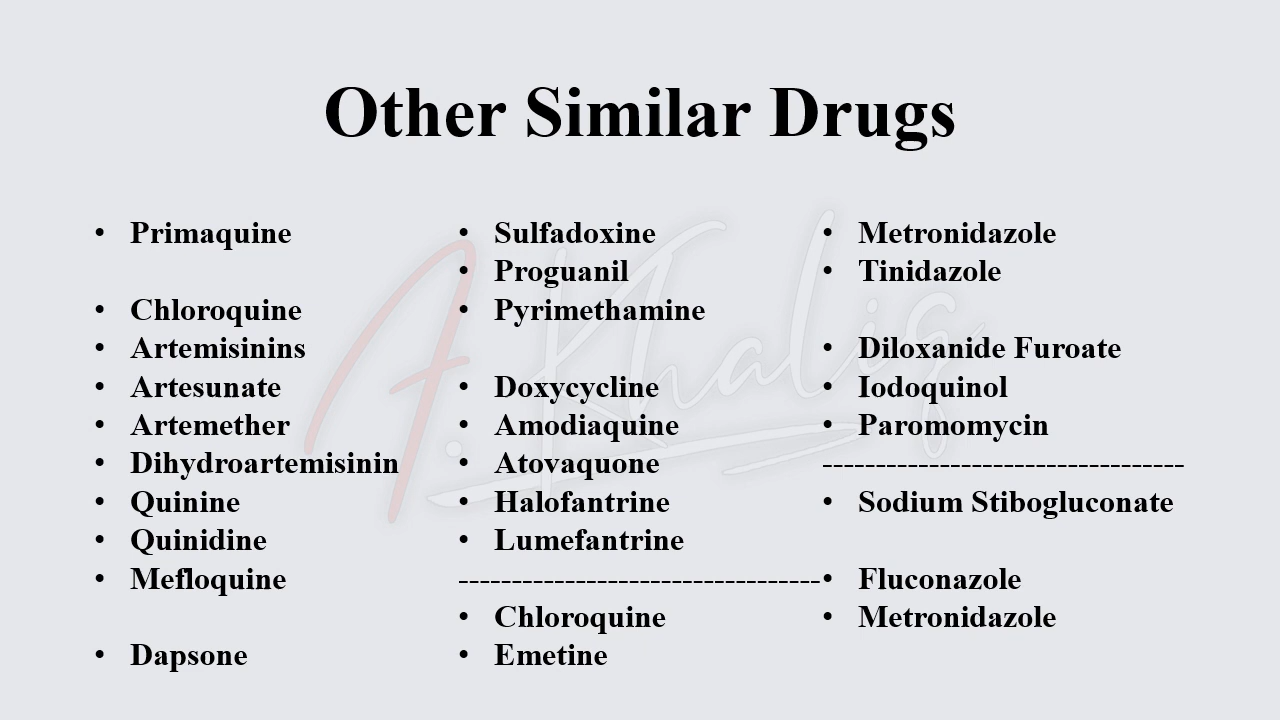 Other Similar Drugs
• Primaquine
• Chloroquine
• Artemisinins
• Artesunate
• Artemether
• Dihydroartemisinin
• Quinine
• Quinidine
• Mefloquine
• Dapsone
• Sulfadoxine
• Proguanil
• Pyrimethamine
• Doxycycline
• Amodiaquine
• Atovaquone
• Halofantrine
• Lumefantrine
----------------------------------
• Chloroquine
• Emetine
• Metronidazole
• Tinidazole
• Diloxanide Furoate
• Iodoquinol
• Paromomycin
----------------------------------
• Sodium Stibogluconate
• Fluconazole
• Metronidazole
A. Khaliq